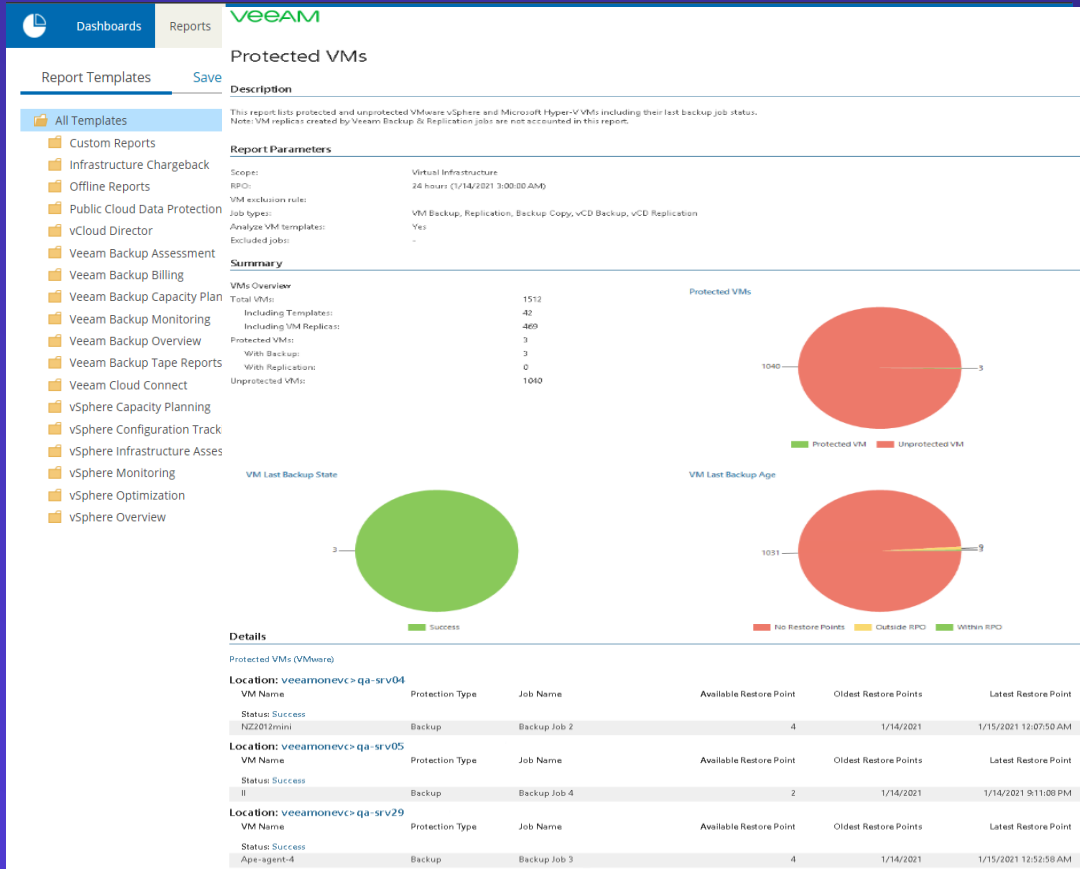 Dashboards
Reports
Report Templates
Save
All Templates
Custom Reports
Infrastructure Chargeback
Offline Reports
Public Cloud Data Protection
vCloud Director
Veeam Backup Assessment
Veeam Backup Billing
Veeam Backup Capacity Plan
Veeam Backup Monitoring
Veeam Backup Overview
Veeam Backup Tape Reports
Veeam Cloud Connect
vSphere Capacity Planning
vSphere Configuration Track
vSphere Infrastructure Asses
vSphere Monitoring
vSphere Optimization
vSphere Overview
VEEAM
Protected VMs
Description
This report lists protected and unprotected VMware vSphere and Microsoft Hyper-V VMs including their last backup job status.
Note: VM replicas created by Veeam Backup & Replication jobs are not accounted in this report.
Report Parameters
Scope: Virtual Infrastructure
RPO: 24 hours (1/14/2021 3:00:00 AM)
VM exclusion rule:
Job types: VM Backup, Replication, Backup Copy, vCD Backup, vCD Replication
Analyze VM templates: Yes
Excluded jobs: -
Summary
VMs Overview
Total VMs: 1512
Including Templates: 42
Including VM Replicas: 469
Protected VMs: 3
With Backup: 3
With Replication: 0
Unprotected VMs: 1040
Protected VMs
1040
3
Protected VM Unprotected VM
VM Last Backup State
3
Success
VM Last Backup Age
1031
9
3
No Restore Points Outside RPO Within RPO
Details
Protected VMs (VMware)
Location: veeamonevc>qa-srv04
VM Name Protection Type Job Name Available Restore Point Oldest Restore Points Latest Restore Point
Status: Success
NZ2012mini Backup Backup Job 2 4 1/14/2021 1/15/2021 12:07:50 AM
Location: veeamonevc>qa-srv05
VM Name Protection Type Job Name Available Restore Point Oldest Restore Points Latest Restore Point
Status: Success
II Backup Backup Job 4 2 1/14/2021 1/14/2021 9:11:08 PM
Location: veeamonevc>qa-srv29
VM Name Protection Type Job Name Available Restore Point Oldest Restore Points Latest Restore Point
Status: Success
Ape-agent-4 Backup Backup Job 3 4 1/14/2021 1/15/2021 12:52:58 AM